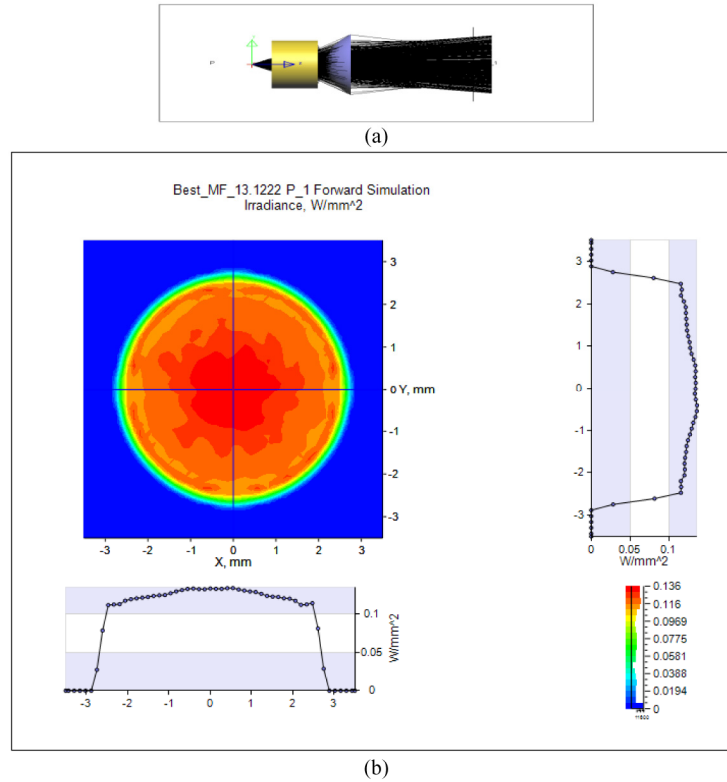 (a)
Best_MF_13.1222 P_1 Forward Simulation
Irradiance, W/mm^2
3
2
1
0 Y, mm
-1
-2
-3
-3 -2 -1 0 1 2 3
X, mm
3
2
1
0
-1
-2
-3
0 0.05 0.1
W/mm^2
0.1
0.05
0
W/mm^2
-3 -2 -1 0 1 2 3
0.136
0.116
0.0969
0.0775
0.0581
0.0388
0.0194
0
(b)